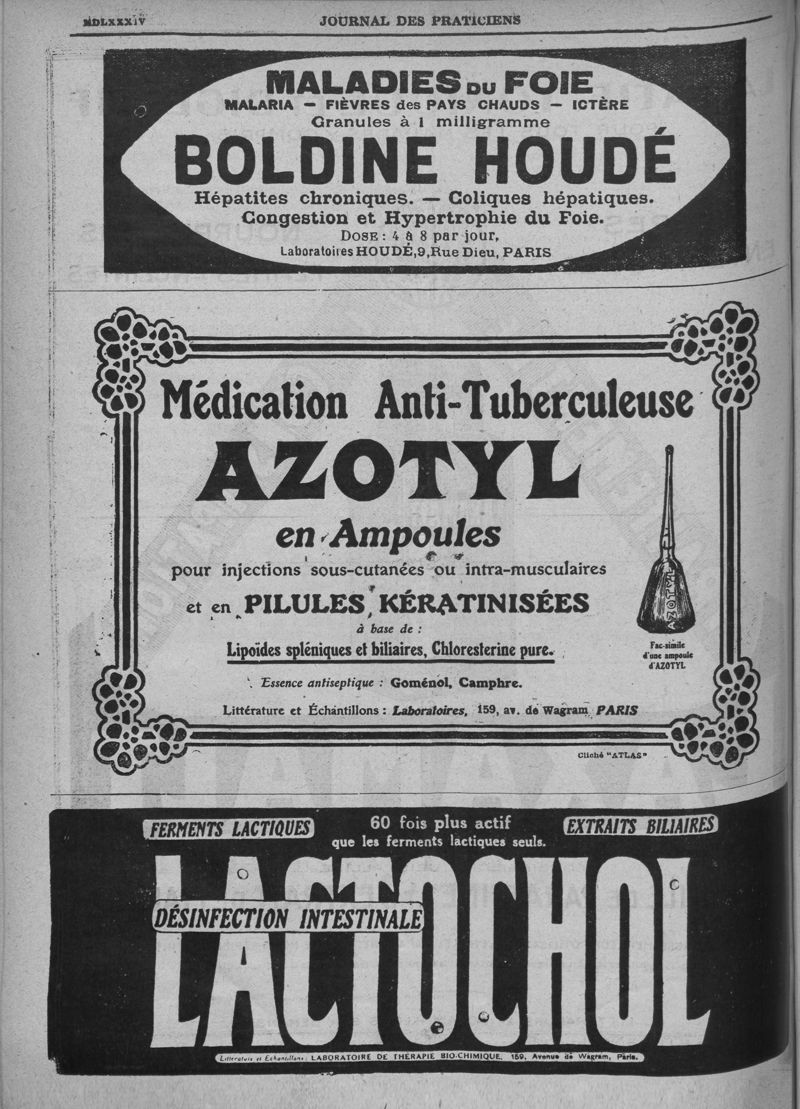 MDLXXXIV
JOURNAL DES PRATICIENS
MALADIES DU FOIE
MALARIA — FIÈVRES des PAYS CHAUDS — ICTÈRE
Granules à 1 milligramme
BOLDINE HOUDÉ
Hépatites chroniques. — Coliques hépatiques.
Congestion et Hypertrophie du Foie.
DOSE : 4 à 8 par jour,
Laboratoires HOUDÉ, 9, Rue Dieu, PARIS
Médication Anti-Tuberculeuse
AZOTYL
en Ampoules
pour injections sous-cutanées ou intra-musculaires
et en PILULES KÉRATINISÉES
à base de :
Lipoïdes spléniques et biliaires, Chloresterine pure.
Essence antiseptique : Goménol, Camphre.
Littérature et Échantillons : Laboratoires, 159, av. de Wagram, PARIS
AZOTYL
Fac-simile
d'une ampoule
d'AZOTYL
Cliché "ATLAS"
FERMENTS LACTIQUES
60 fois plus actif
que les ferments lactiques seuls.
EXTRAITS BILIAIRES
LACTOCHOL
DÉSINFECTION INTESTINALE
Littérature et Échantillons : LABORATOIRE DE THÉRAPIE BIO-CHIMIQUE, 159, Avenue de Wagram, Paris.